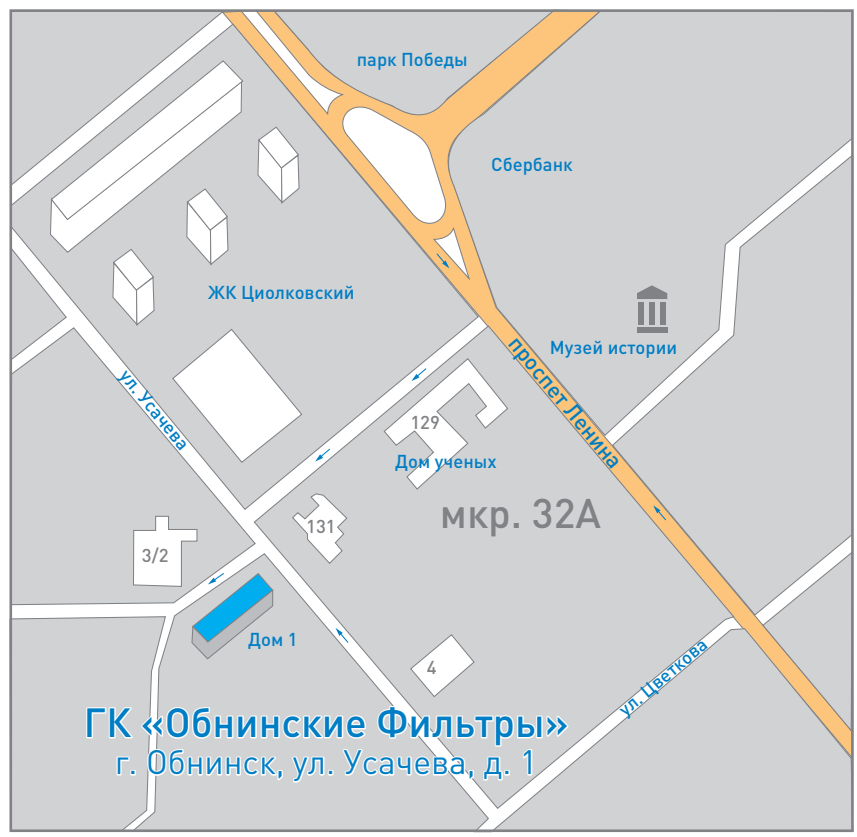 парк Победы
Сбербанк
ЖК Циолковский
Музей истории
проспет Ленина
ул. Усачева
129
Дом ученых
мкр. 32А
131
3/2
Дом 1
4
ул. Цветкова
ГК «Обнинские Фильтры»
г. Обнинск, ул. Усачева, д. 1